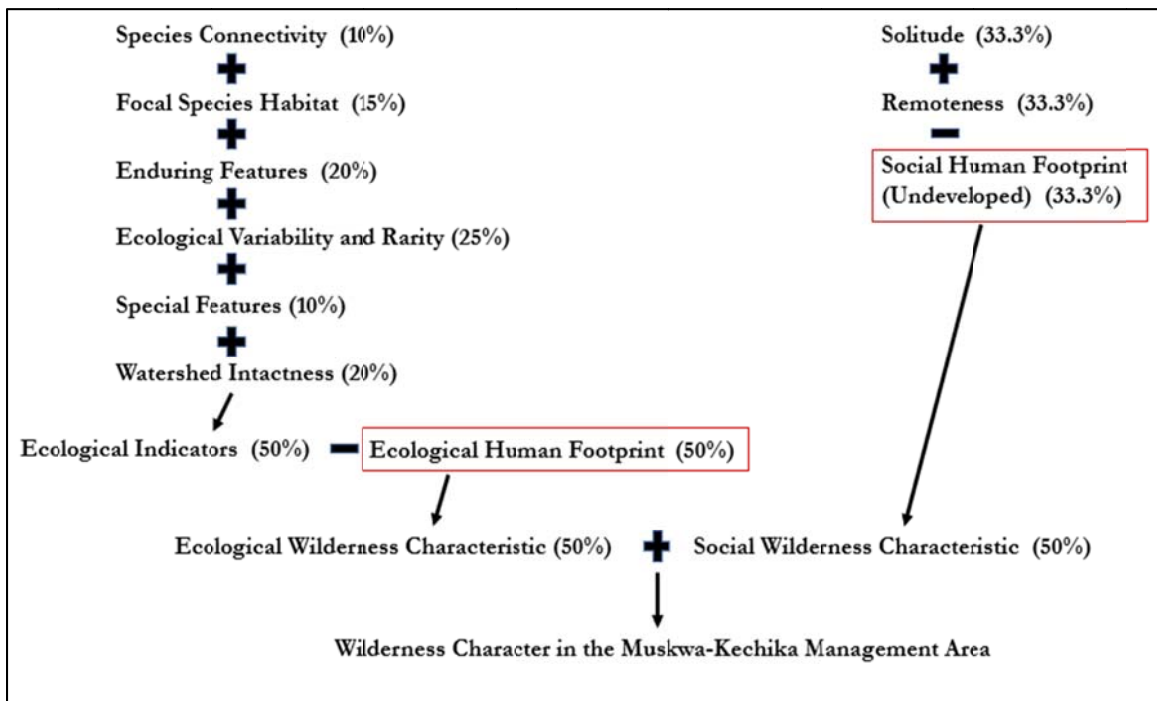 Species Connectivity (10%)
Focal Species Habitat (15%)
Enduring Features (20%)
Ecological Variability and Rarity (25%)
Special Features (10%)
Watershed Intactness (20%)
Ecological Indicators (50%)
Ecological Human Footprint (50%)
Solitude (33.3%)
Remoteness (33.3%)
Social Human Footprint
(Undeveloped) (33.3%)
Ecological Wilderness Characteristic (50%)
Social Wilderness Characteristic (50%)
Wilderness Character in the Muskwa-Kechika Management Area